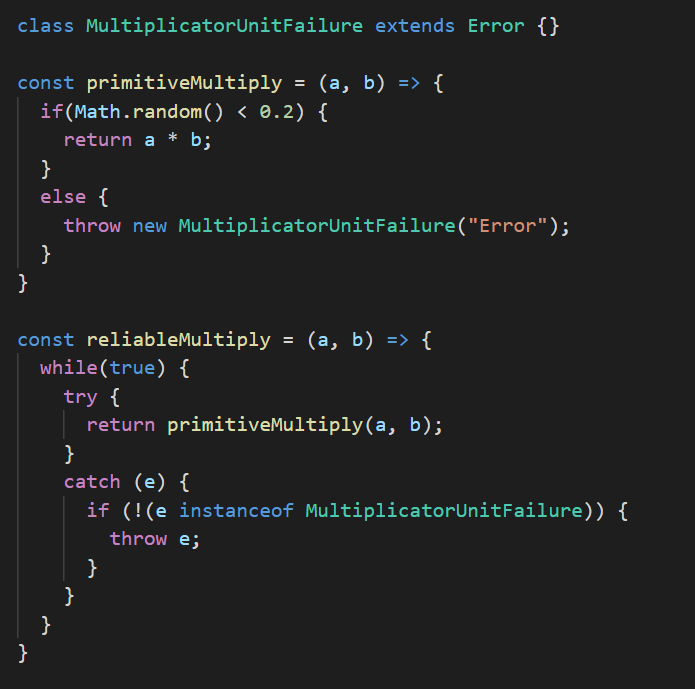 class MultiplicatorUnitFailure extends Error {}
const primitiveMultiply = (a, b) => {
if(Math.random() < 0.2) {
return a * b;
}
else {
throw new MultiplicatorUnitFailure("Error");
}
}
const reliableMultiply = (a, b) => {
while(true) {
try {
return primitiveMultiply(a, b);
}
catch (e) {
if (!(e instanceof MultiplicatorUnitFailure)) {
throw e;
}
}
}
}